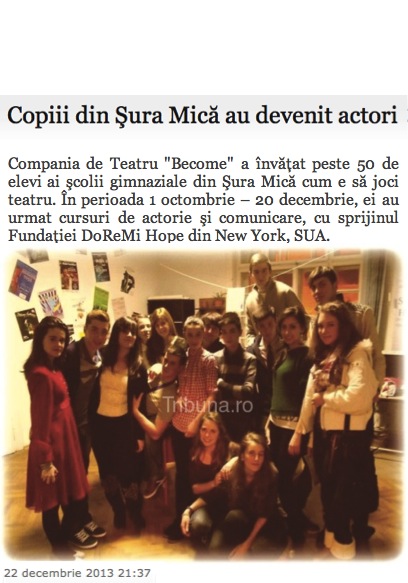 Copiii din Şura Mică au devenit actori
Compania de Teatru "Become" a învăţat peste 50 de
elevi ai şcolii gimnaziale din Şura Mică cum e să joci
teatru. În perioada 1 octombrie – 20 decembrie, ei au
urmat cursuri de actorie şi comunicare, cu sprijinul
Fundaţiei DoReMi Hope din New York, SUA.
Tribuna.ro
22 decembrie 2013 21:37